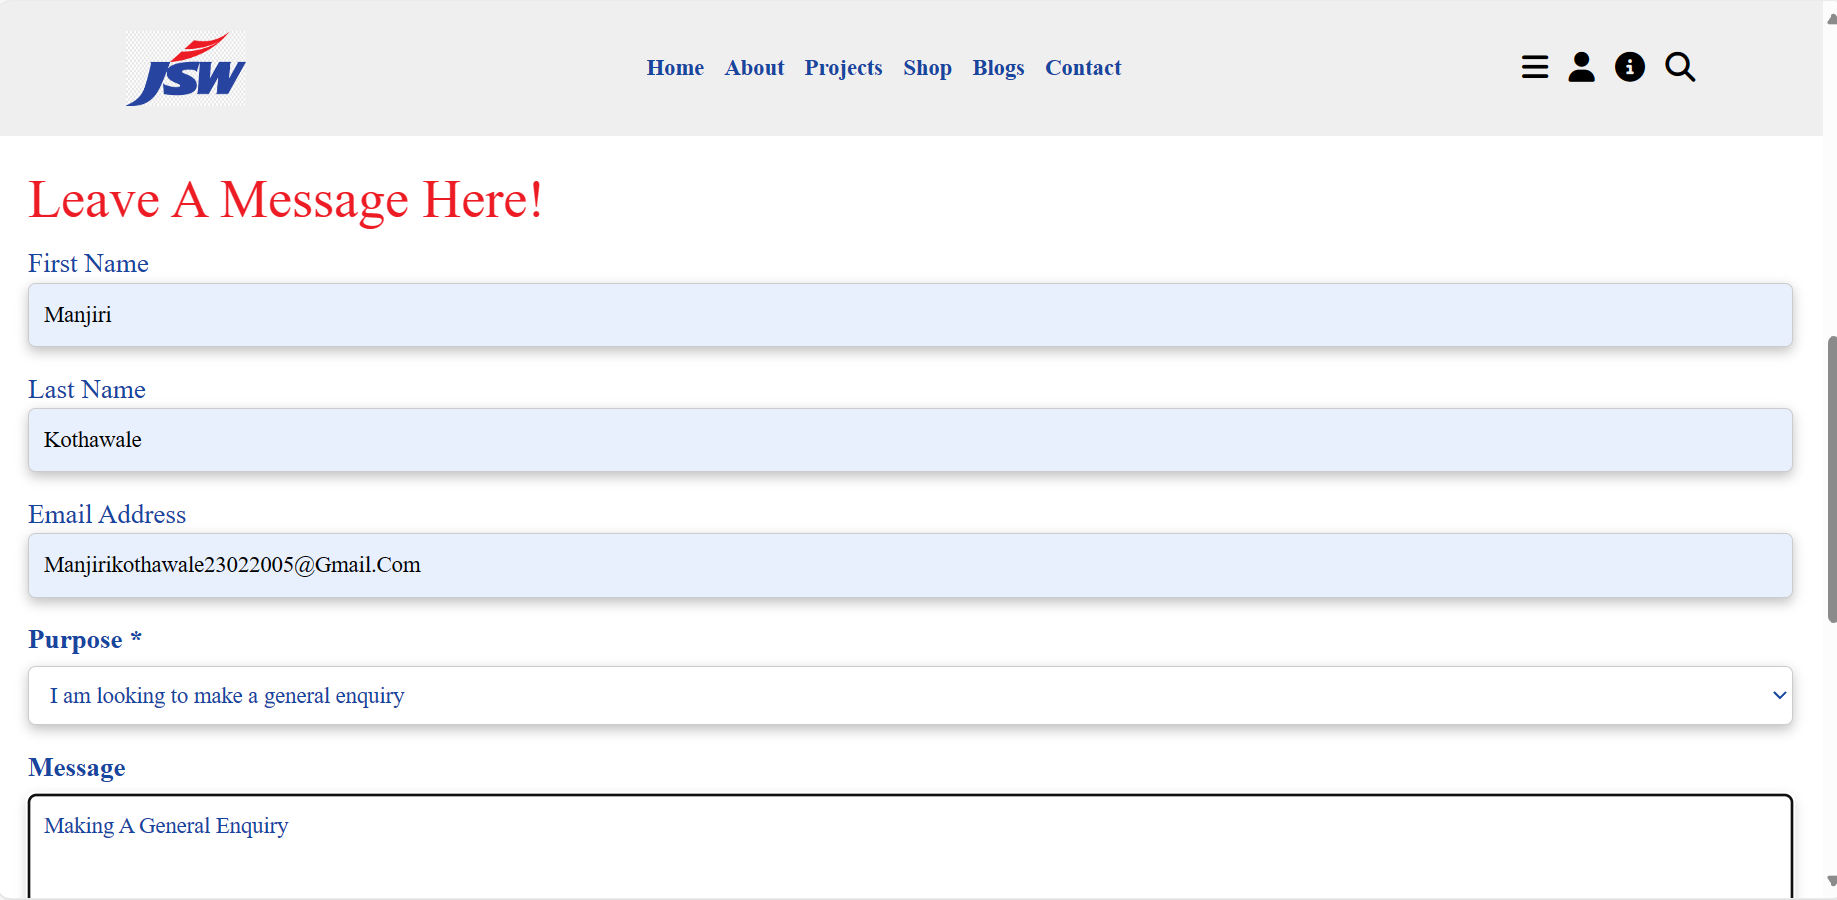 JSW
Home About Projects Shop Blogs Contact
Leave A Message Here!
First Name
Manjiri
Last Name
Kothawale
Email Address
Manjirikothawale23022005@Gmail.Com
Purpose *
I am looking to make a general enquiry
Message
Making A General Enquiry